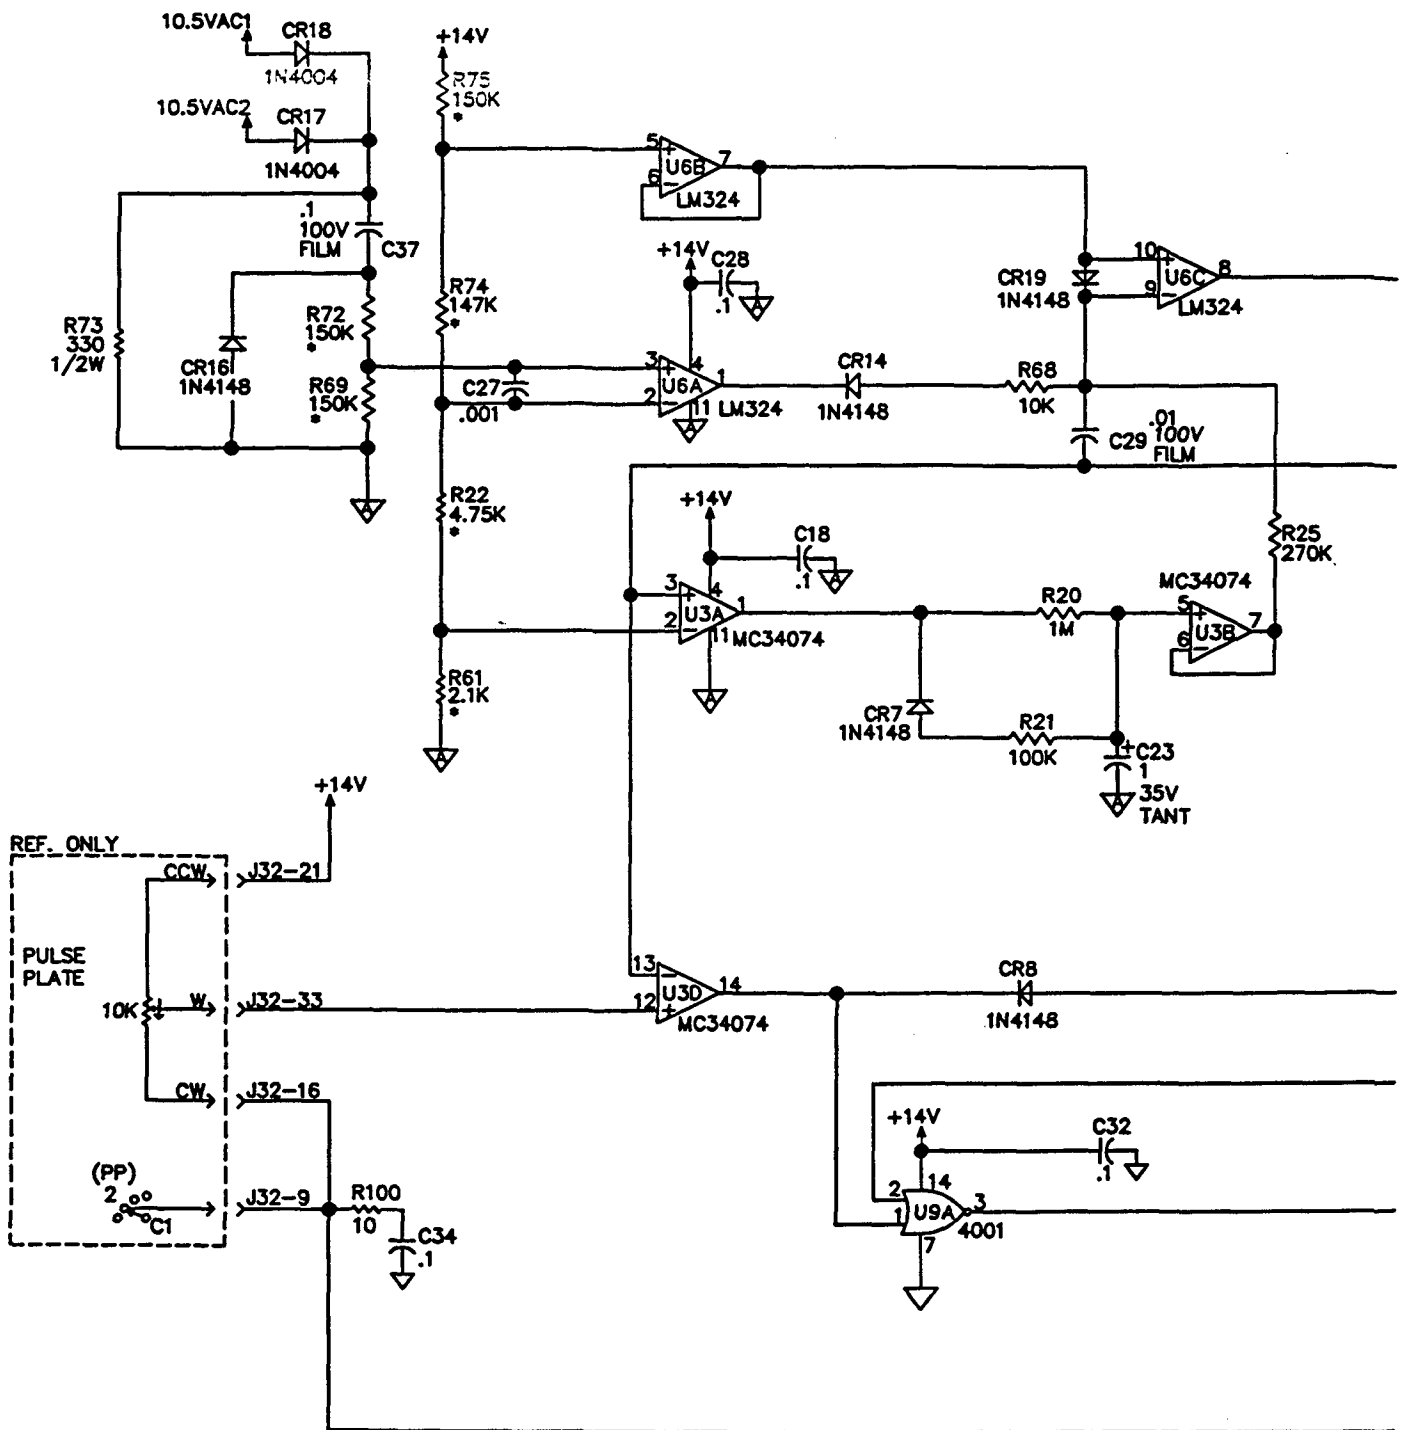 10.5VAC1
CR18
1N4004
10.5VAC2
CR17
1N4004
+14V
R75
150K
*
5
+
U6B
7
6
-
LM324
.1
100V
FILM
C37
+14V
C28
.1
A
10
+
U6C
8
9
-
LM324
CR19
1N4148
R74
147K
*
R73
330
1/2W
R72
150K
*
CR16
1N4148
R69
150K
*
C27
.001
3
+
4
U6A
1
2
-
11
LM324
A
CR14
1N4148
R68
10K
C29
.01
100V
FILM
A
R22
4.75K
*
+14V
C18
.1
A
R25
270K
3
+
4
U3A
1
2
-
11
MC34074
A
R20
1M
MC34074
5
+
U3B
7
6
-
R61
2.1K
*
A
CR7
1N4148
R21
100K
+
C23
1
35V
TANT
A
+14V
REF. ONLY
CCW
J32-21
PULSE
PLATE
10K
W
J32-33
13
-
U3D
14
12
+
MC34074
CR8
1N4148
CW
J32-16
+14V
C32
.1
(PP)
2
C1
J32-9
R100
10
C34
.1
2
14
1
U9A
3
4001
7